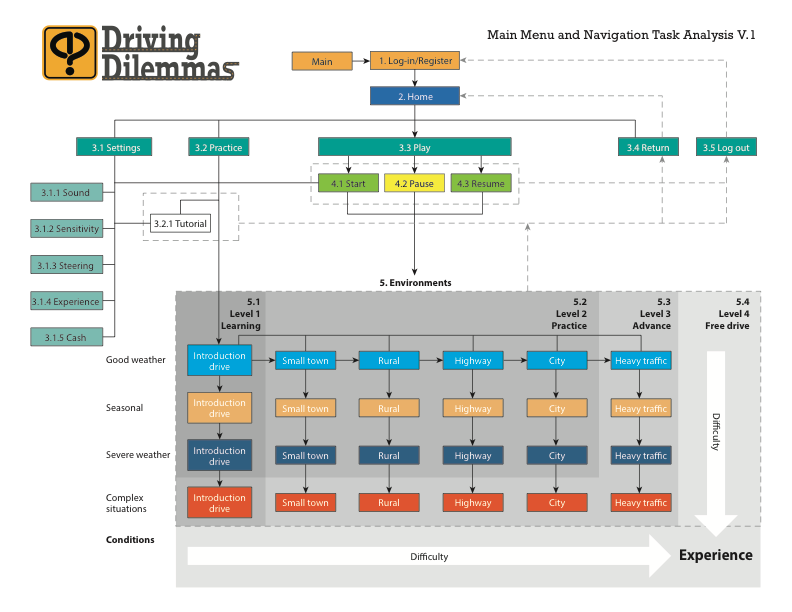 Driving
Dilemmas
Main Menu and Navigation Task Analysis V.1
Main
1. Log-in/Register
2. Home
3.1 Settings
3.2 Practice
3.3 Play
3.4 Return
3.5 Log out
4.1 Start
4.2 Pause
4.3 Resume
3.1.1 Sound
3.2.1 Tutorial
3.1.2 Sensitivity
3.1.3 Steering
3.1.4 Experience
3.1.5 Cash
5. Environments
5.1
Level 1
Learning
5.2
Level 2
Practice
5.3
Level 3
Advance
5.4
Level 4
Free drive
Good weather
Introduction
drive
Small town
Rural
Highway
City
Heavy traffic
Seasonal
Introduction
drive
Small town
Rural
Highway
City
Heavy traffic
Difficulty
Severe weather
Introduction
drive
Small town
Rural
Highway
City
Heavy traffic
Complex
situations
Introduction
drive
Small town
Rural
Highway
City
Heavy traffic
Conditions
Difficulty
Experience